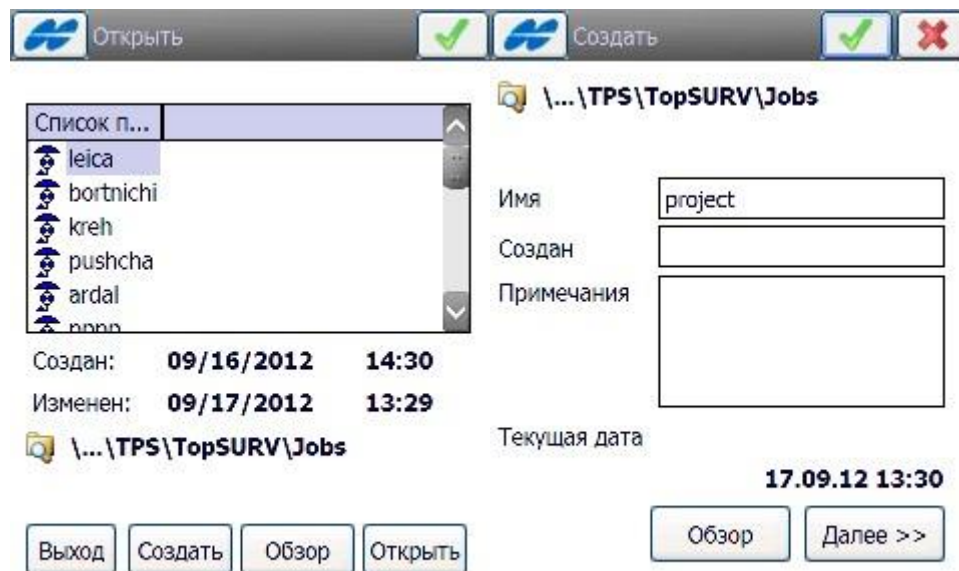 Открыть
Список п...
leica
bortnichi
kreh
pushcha
ardal
Создан: 09/16/2012 14:30
Изменен: 09/17/2012 13:29
\...\TPS\TopSURV\Jobs
Выход Создать Обзор Открыть
Создать
\...\TPS\TopSURV\Jobs
Имя project
Создан
Примечания
Текущая дата
17.09.12 13:30
Обзор Далее >>